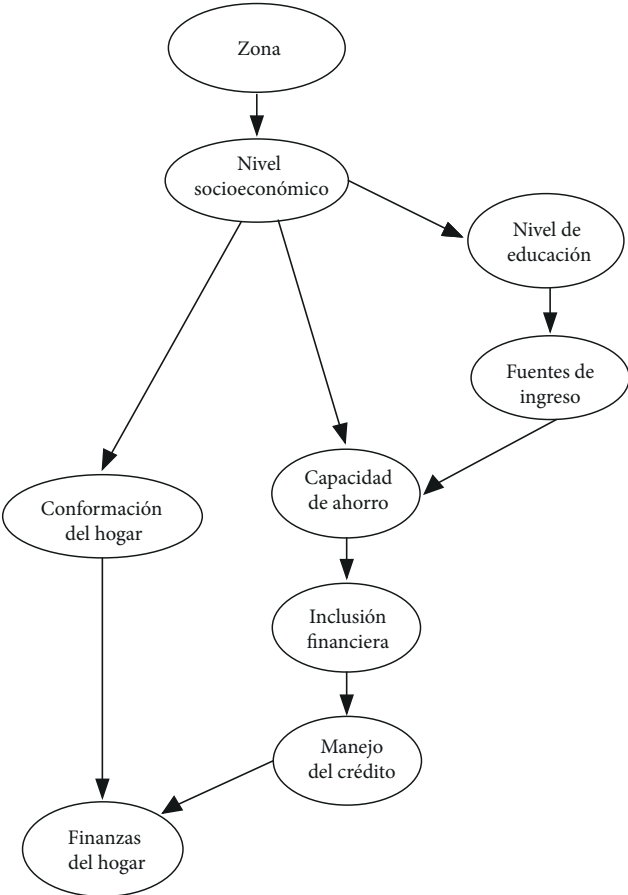 Zona
Nivel
socioeconómico
Nivel de
educación
Fuentes de
ingreso
Capacidad
de ahorro
Conformación
del hogar
Inclusión
financiera
Manejo
del crédito
Finanzas
del hogar